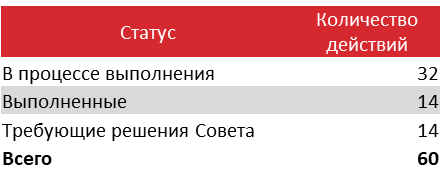 Статус Количество действий
В процессе выполнения 32
Выполненные 14
Требующие решения Совета 14
Всего 60